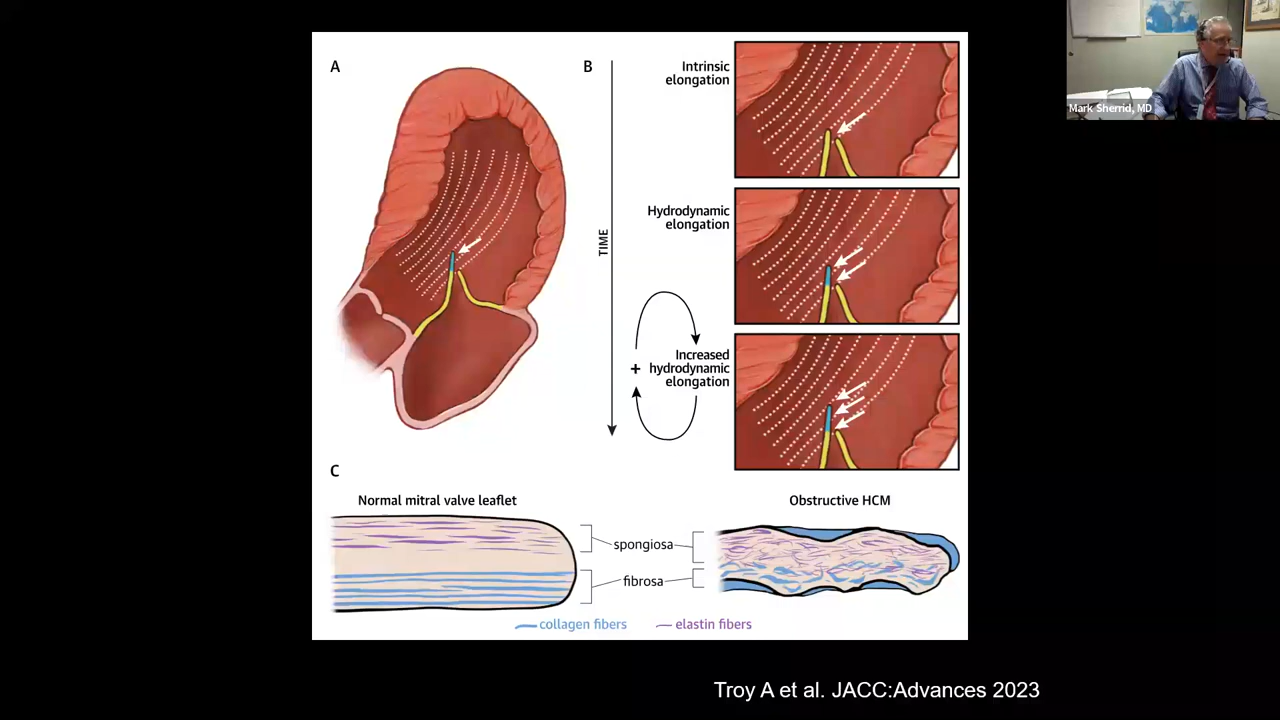 Mark Sherrid, MD
A
B
Intrinsic
elongation
Hydrodynamic
elongation
TIME
+
Increased
hydrodynamic
elongation
C
Normal mitral valve leaflet
Obstructive HCM
spongiosa
fibrosa
collagen fibers
elastin fibers
Troy A et al. JACC:Advances 2023